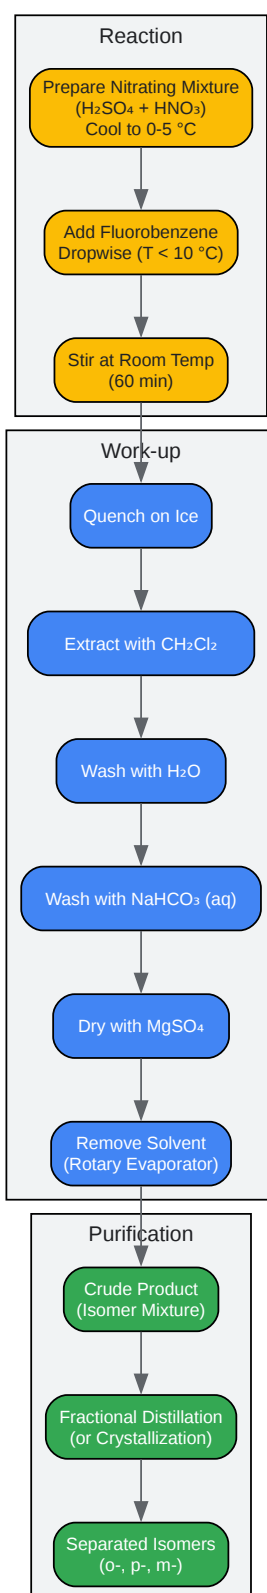 Reaction
Prepare Nitrating Mixture
(H₂SO₄ + HNO₃)
Cool to 0-5 °C
Add Fluorobenzene
Dropwise (T < 10 °C)
Stir at Room Temp
(60 min)
Work-up
Quench on Ice
Extract with CH₂Cl₂
Wash with H₂O
Wash with NaHCO₃ (aq)
Dry with MgSO₄
Remove Solvent
(Rotary Evaporator)
Purification
Crude Product
(Isomer Mixture)
Fractional Distillation
(or Crystallization)
Separated Isomers
(o-, p-, m-)